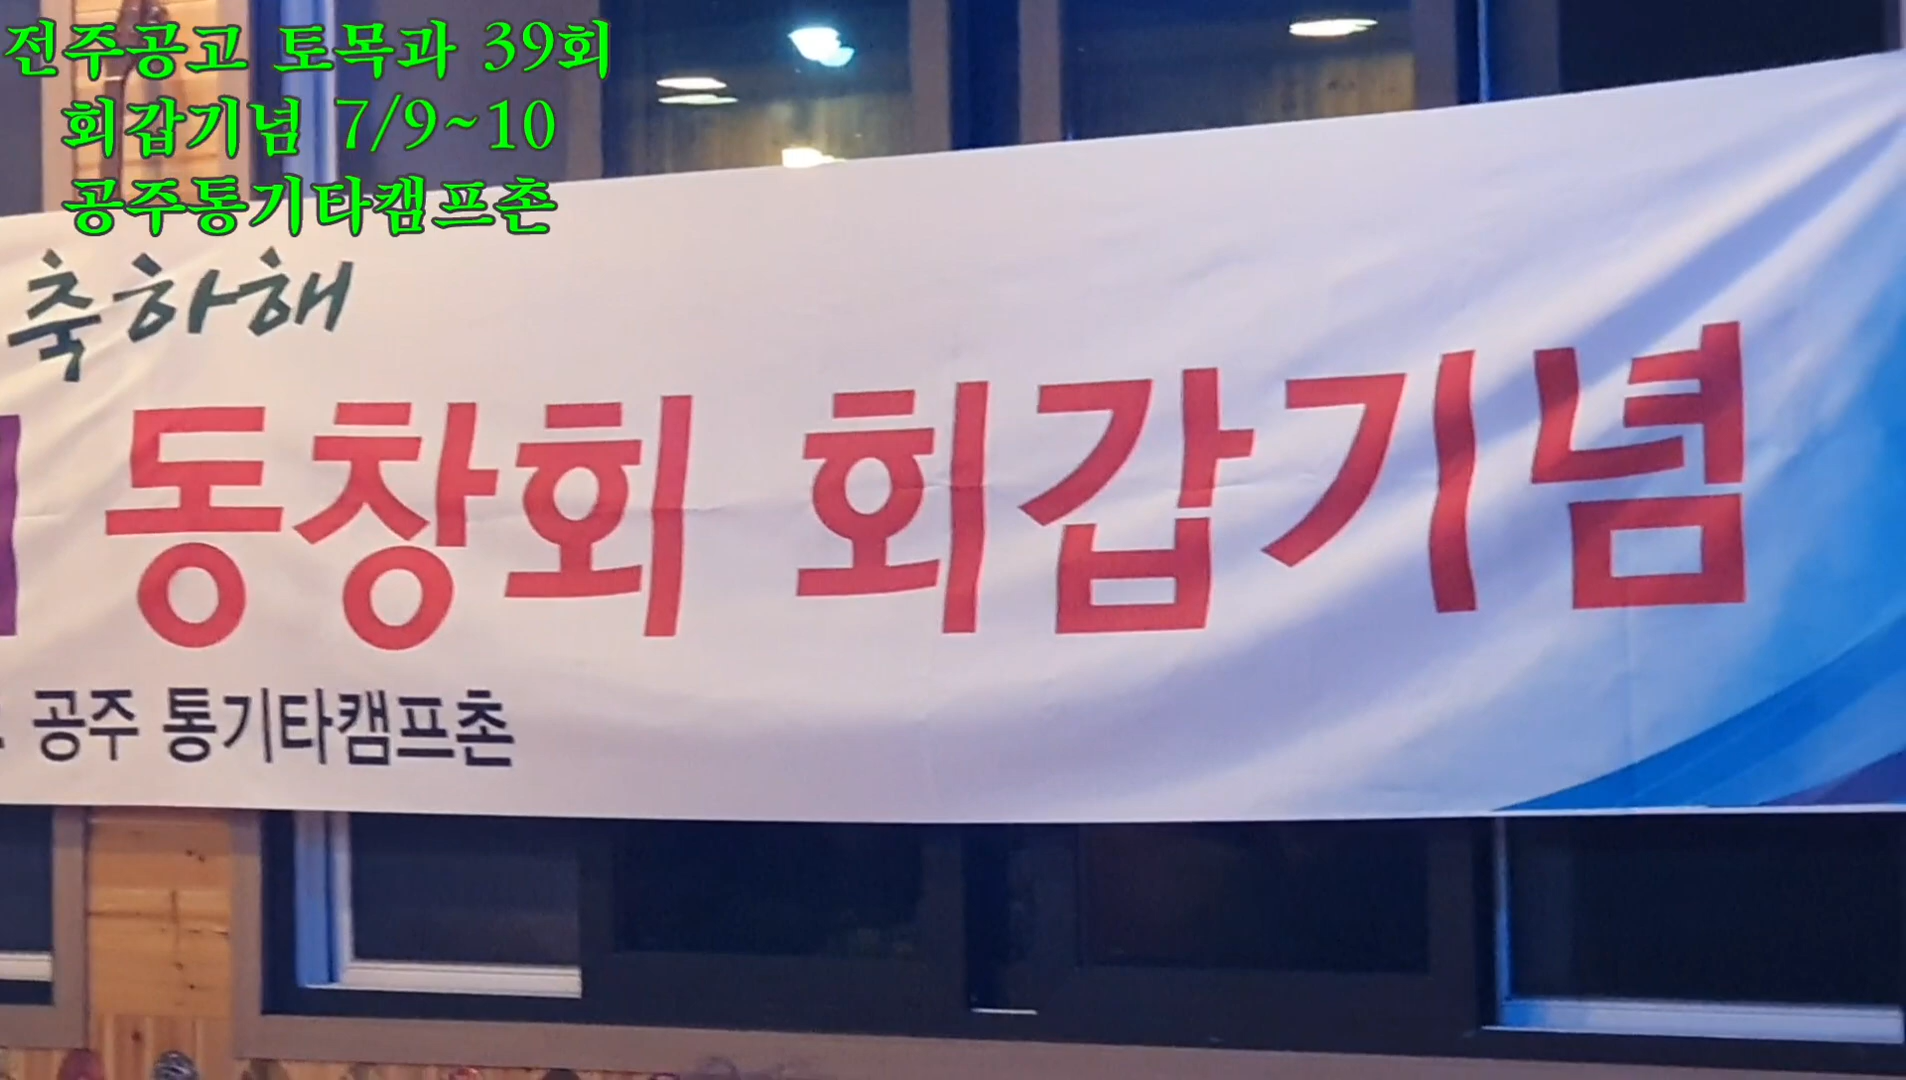 전주공고 토목과 39회
회갑기념 7/9~10
공주통기타캠프촌
축하해
동창회 회갑기념
공주 통기타캠프촌